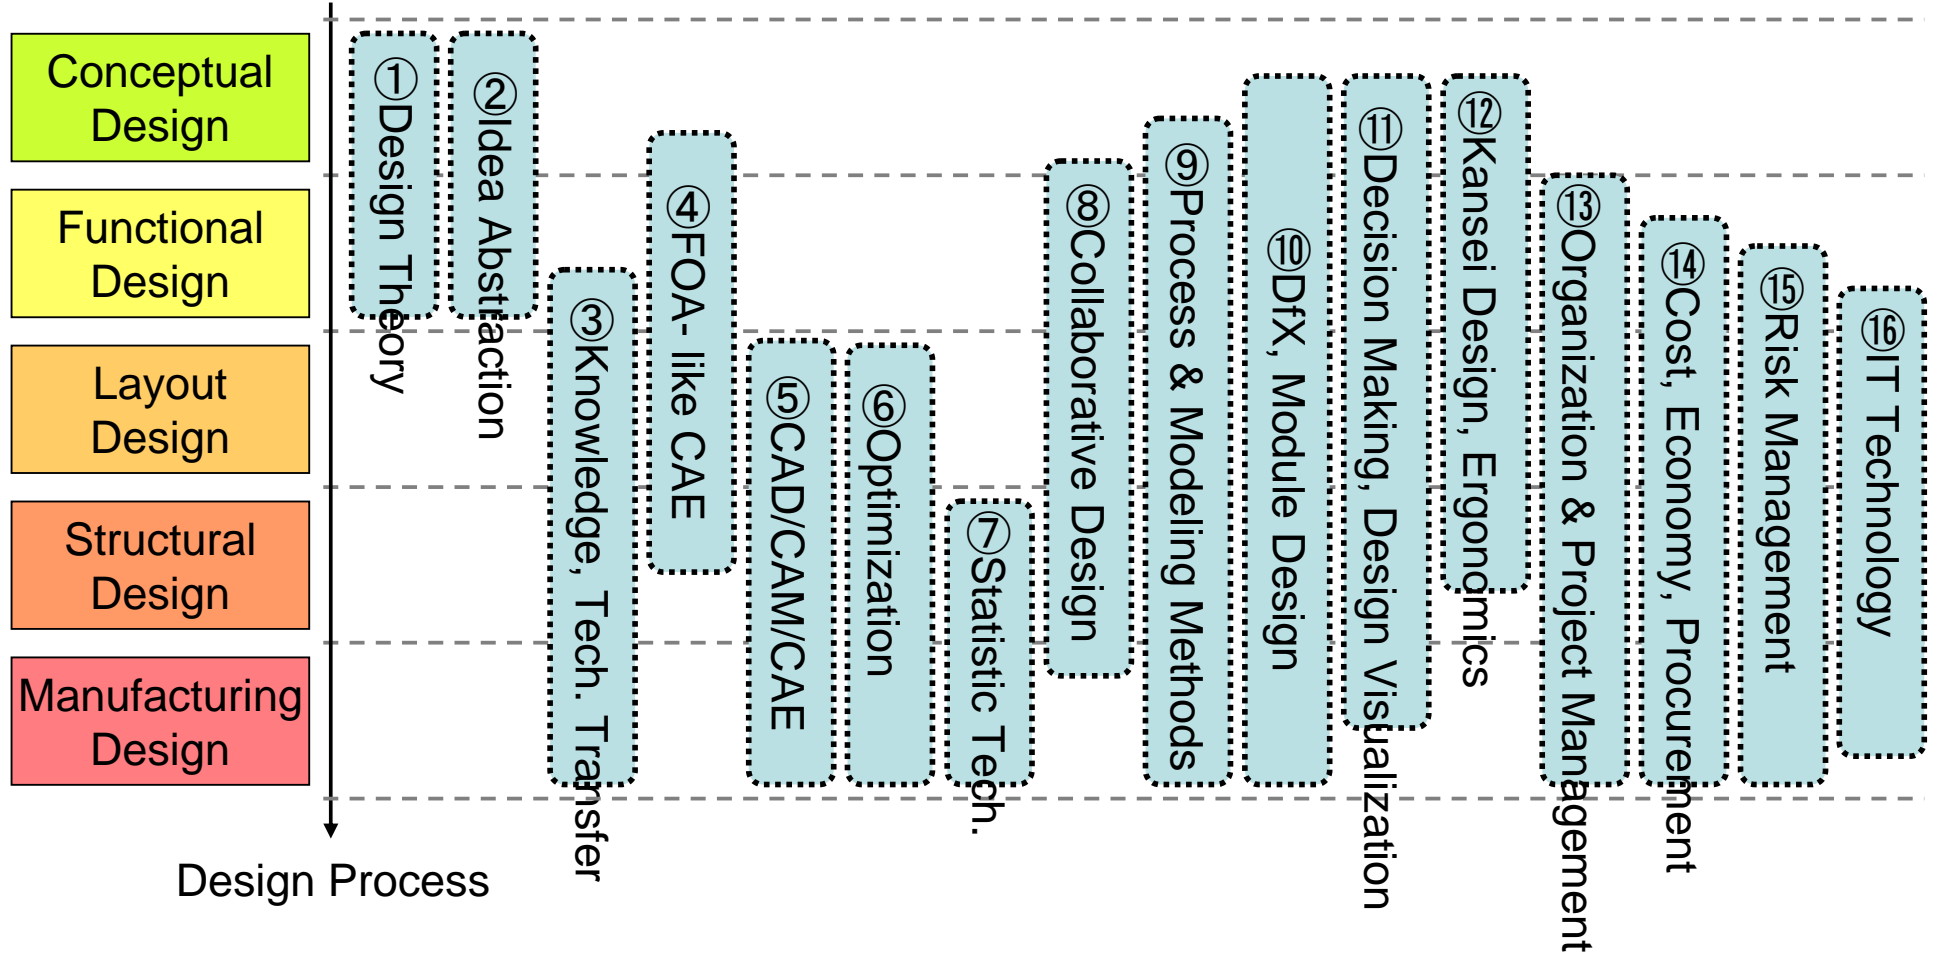 Conceptual
Design
Functional
Design
Layout
Design
Structural
Design
Manufacturing
Design
Design Process
①Design Theory
②Idea Abstraction
③Knowledge, Tech. Transfer
④FOA- like CAE
⑤CAD/CAM/CAE
⑥Optimization
⑦Statistic Tech.
⑧Collaborative Design
⑨Process & Modeling Methods
⑩DfX, Module Design
⑪Decision Making, Design Visualization
⑫Kansei Design, Ergonomics
⑬Organization & Project Management
⑭Cost, Economy, Procurement
⑮Risk Management
⑯IT Technology